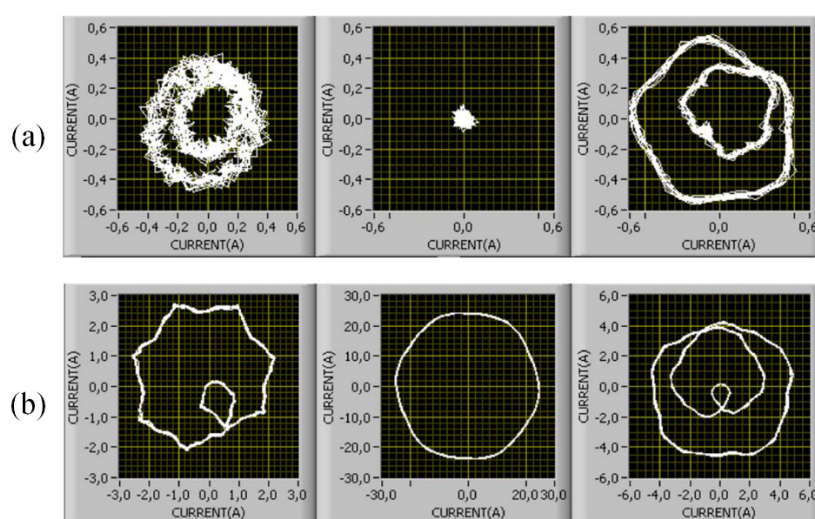 (a)
0,6
0,4
0,2
0,0
-0,2
-0,4
-0,6
CURRENT(A)
-0,6 -0,4 -0,2 0,0 0,2 0,4 0,6
CURRENT(A)
0,6
0,4
0,2
0,0
-0,2
-0,4
-0,6
CURRENT(A)
-0,6 0,0 0,6
CURRENT(A)
0,6
0,4
0,2
0,0
-0,2
-0,4
-0,6
CURRENT(A)
-0,6 0,0 0,6
CURRENT(A)
(b)
3,0
2,0
1,0
0,0
-1,0
-2,0
-3,0
CURRENT(A)
-3,0 -2,0 -1,0 0,0 1,0 2,0 3,0
CURRENT(A)
30,0
20,0
10,0
0,0
-10,0
-20,0
-30,0
CURRENT(A)
-30,0 0,0 20,0 30,0
CURRENT(A)
6,0
4,0
2,0
0,0
-2,0
-4,0
-6,0
CURRENT(A)
-6,0 -4,0 -2,0 0,0 2,0 4,0 6,0
CURRENT(A)